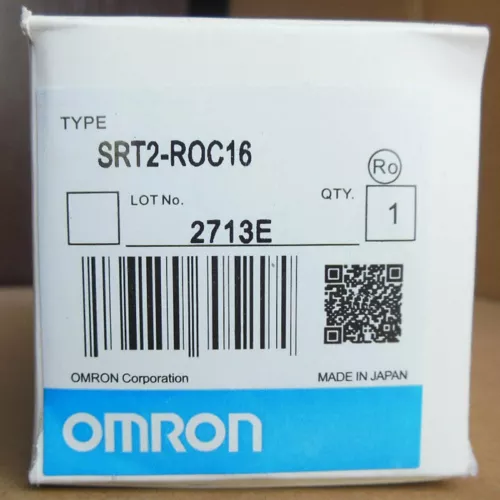 TYPE
SRT2-ROC16
Ro
LOT No.
QTY.
2713E
1
OMRON Corporation
MADE IN JAPAN
OMRON